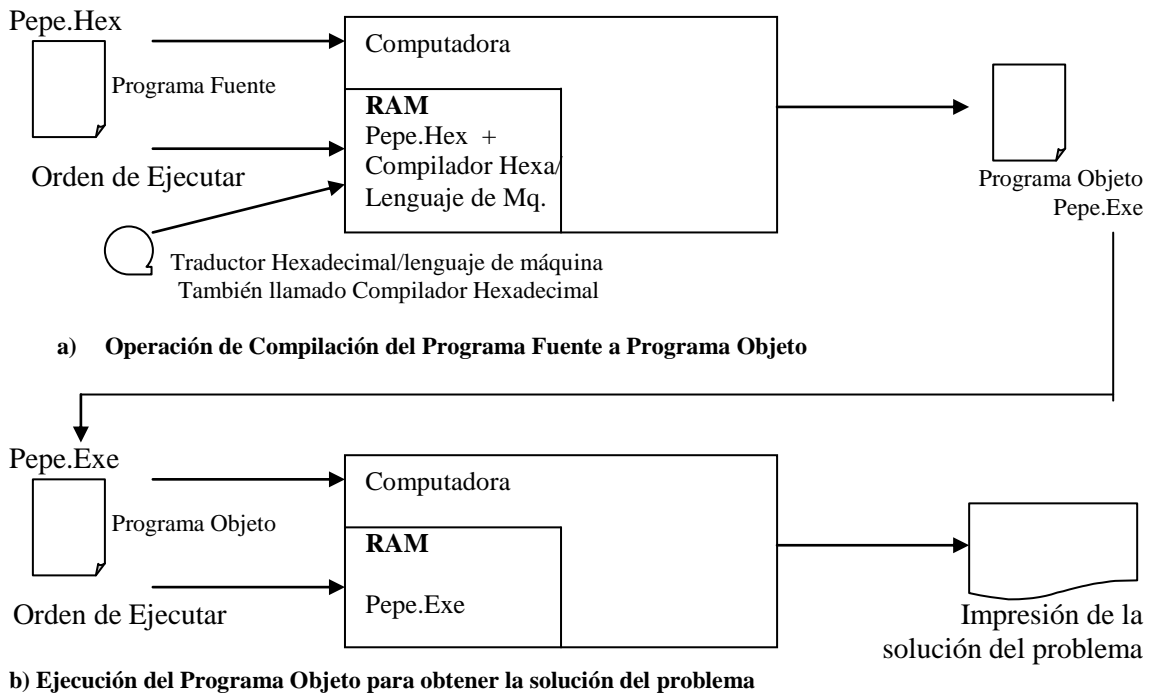 Pepe.Hex
Programa Fuente
Orden de Ejecutar
Computadora
RAM
Pepe.Hex +
Compilador Hexa/
Lenguaje de Mq.
Programa Objeto
Pepe.Exe
Traductor Hexadecimal/lenguaje de máquina
También llamado Compilador Hexadecimal
a) Operación de Compilación del Programa Fuente a Programa Objeto
Pepe.Exe
Programa Objeto
Orden de Ejecutar
Computadora
RAM
Pepe.Exe
Impresión de la
solución del problema
b) Ejecución del Programa Objeto para obtener la solución del problema